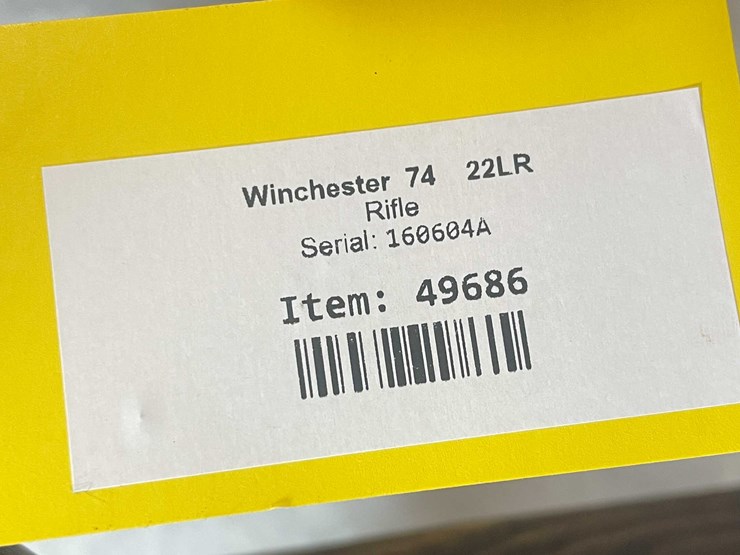 Winchester 74 22LR
Rifle
Serial: 160604A
Item: 49686